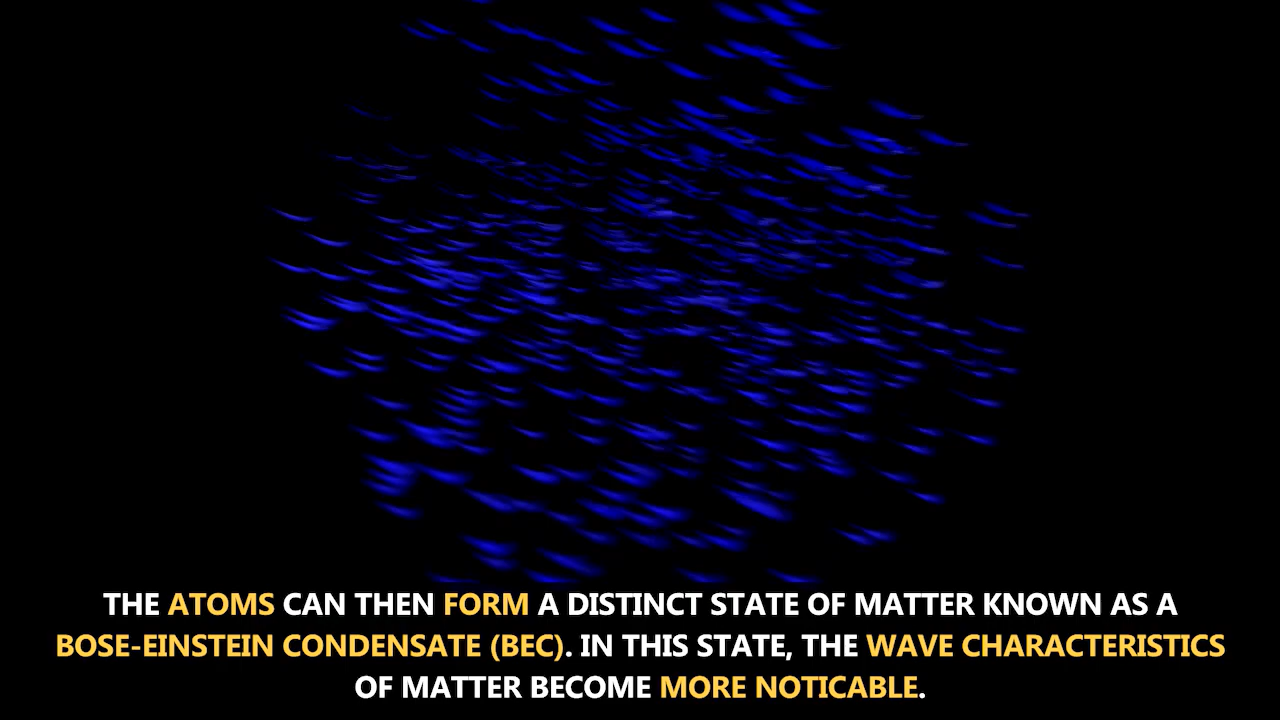 THE ATOMS CAN THEN FORM A DISTINCT STATE OF MATTER KNOWN AS A
BOSE-EINSTEIN CONDENSATE (BEC). IN THIS STATE, THE WAVE CHARACTERISTICS
OF MATTER BECOME MORE NOTICABLE.